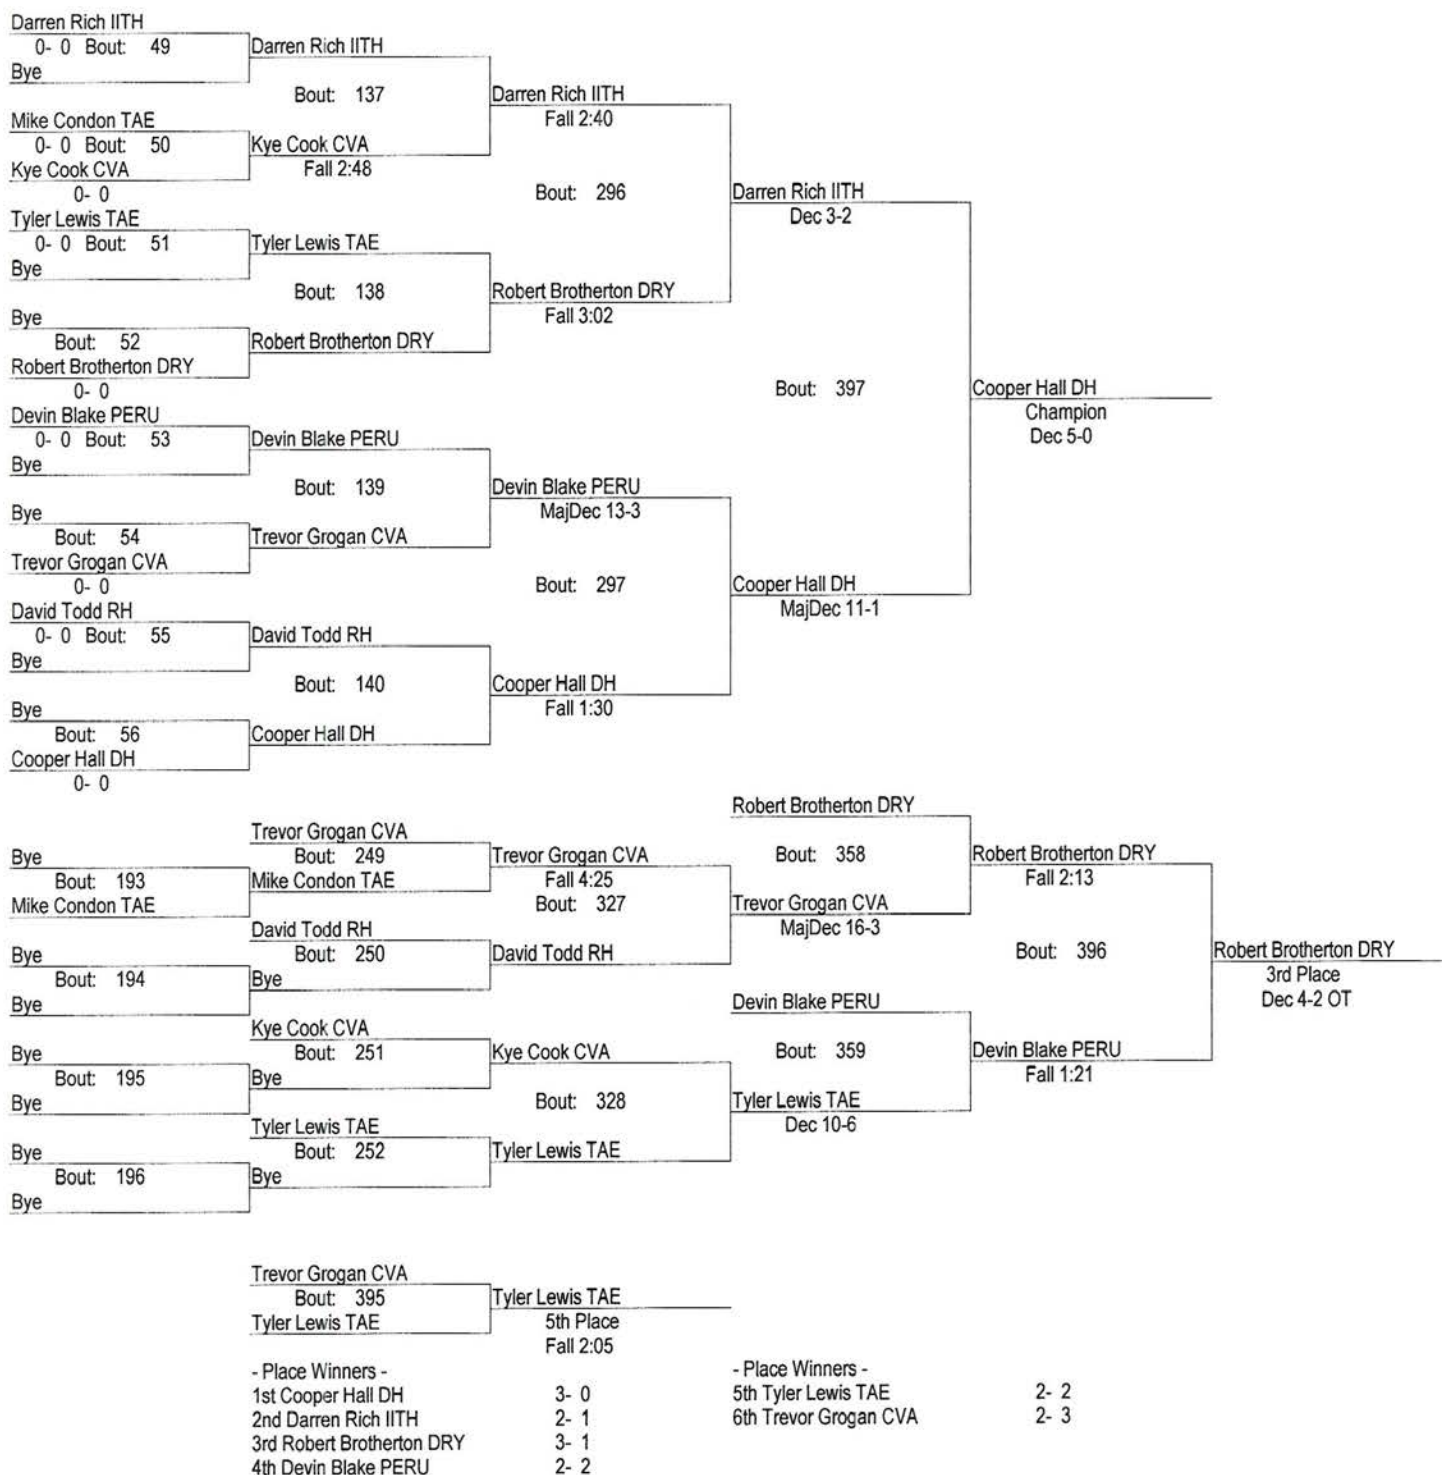 Darren Rich IITH
0- 0 Bout: 49
Bye
Darren Rich IITH
Bout: 137
Mike Condon TAE
0- 0 Bout: 50
Kye Cook CVA
0- 0
Kye Cook CVA
Fall 2:48
Darren Rich IITH
Fall 2:40
Bout: 296
Tyler Lewis TAE
0- 0 Bout: 51
Bye
Tyler Lewis TAE
Bout: 138
Bye
Bout: 52
Robert Brotherton DRY
0- 0
Robert Brotherton DRY
Robert Brotherton DRY
Fall 3:02
Darren Rich IITH
Dec 3-2
Bout: 397
Devin Blake PERU
0- 0 Bout: 53
Bye
Devin Blake PERU
Bout: 139
Bye
Bout: 54
Trevor Grogan CVA
0- 0
Trevor Grogan CVA
Devin Blake PERU
MajDec 13-3
Bout: 297
David Todd RH
0- 0 Bout: 55
Bye
David Todd RH
Bout: 140
Bye
Bout: 56
Cooper Hall DH
0- 0
Cooper Hall DH
Cooper Hall DH
Fall 1:30
Cooper Hall DH
MajDec 11-1
Cooper Hall DH
Champion
Dec 5-0
Bye
Bout: 193
Mike Condon TAE
Trevor Grogan CVA
Bout: 249
Mike Condon TAE
Trevor Grogan CVA
Fall 4:25
Bout: 327
Bye
Bout: 194
Bye
David Todd RH
Bout: 250
Bye
David Todd RH
Robert Brotherton DRY
Bout: 358
Trevor Grogan CVA
MajDec 16-3
Robert Brotherton DRY
Fall 2:13
Bout: 396
Bye
Bout: 195
Bye
Kye Cook CVA
Bout: 251
Bye
Kye Cook CVA
Bout: 328
Bye
Bout: 196
Bye
Tyler Lewis TAE
Bout: 252
Bye
Tyler Lewis TAE
Devin Blake PERU
Bout: 359
Tyler Lewis TAE
Dec 10-6
Devin Blake PERU
Fall 1:21
Robert Brotherton DRY
3rd Place
Dec 4-2 OT
Trevor Grogan CVA
Bout: 395
Tyler Lewis TAE
Tyler Lewis TAE
5th Place
Fall 2:05
- Place Winners -
1st Cooper Hall DH 3- 0
2nd Darren Rich IITH 2- 1
3rd Robert Brotherton DRY 3- 1
4th Devin Blake PERU 2- 2
- Place Winners -
5th Tyler Lewis TAE 2- 2
6th Trevor Grogan CVA 2- 3